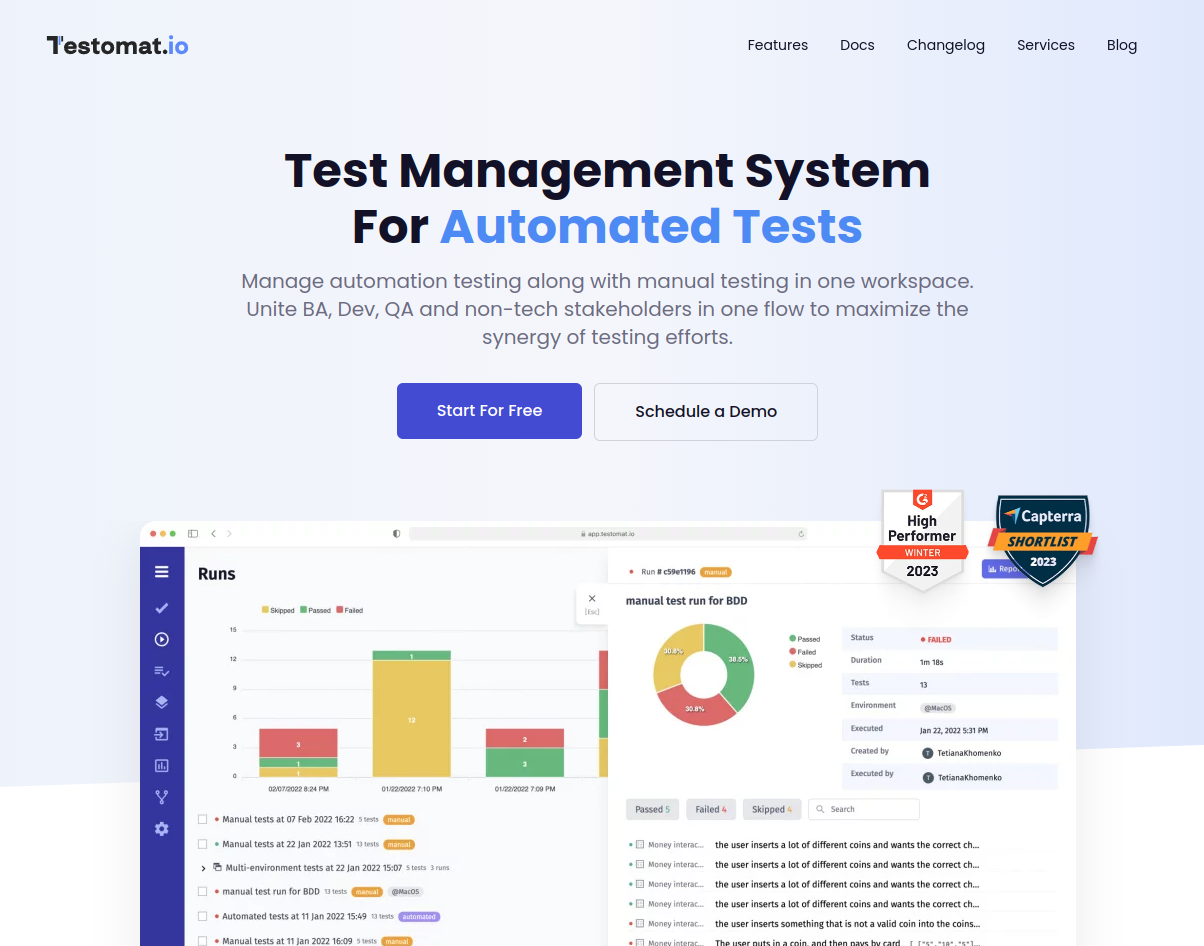 Testomat.io
Features
Docs
Changelog
Services
Blog
Test Management System
For Automated Tests
Manage automation testing along with manual testing in one workspace.
Unite BA, Dev, QA and non-tech stakeholders in one flow to maximize the
synergy of testing efforts.
Start For Free
Schedule a Demo
High
Performer
WINTER
2023
Capterra
SHORTLIST
2023
app.testomat.io
Runs
Skipped
Passed
Failed
15
12
9
6
3
0
3
1
1
1
12
2
3
02/07/2022 8:24 PM
01/22/2022 7:10 PM
01/22/2022 7:09 PM
Manual tests at 07 Feb 2022 16:22 5 tests manual
Manual tests at 22 Jan 2022 13:51 13 tests manual
Multi-environment tests at 22 Jan 2022 15:07 5 tests 3 runs
manual test run for BDD 13 tests manual @MacOS
Automated tests at 11 Jan 2022 15:49 13 tests automated
Manual tests at 11 Jan 2022 16:09 5 tests manual
[Esc]
Run # c59e1196 manual
manual test run for BDD
30.8%
38.5%
30.8%
Passed
Failed
Skipped
Status FAILED
Duration 1m 18s
Tests 13
Environment @MacOS
Executed Jan 22, 2022 5:31 PM
Created by T TetianaKhomenko
Executed by T TetianaKhomenko
Passed 5
Failed 4
Skipped 4
Search
Money interac... the user inserts a lot of different coins and wants the correct ch...
Money interac... the user inserts a lot of different coins and wants the correct ch...
Money interac... the user inserts a lot of different coins and wants the correct ch...
Money interac... the user inserts a lot of different coins and wants the correct ch...
Money interac... the user inserts something that is not a valid coin into the coins...
Money interac... The user puts in a coin, and then pays by card [ ["5","10","5"]...